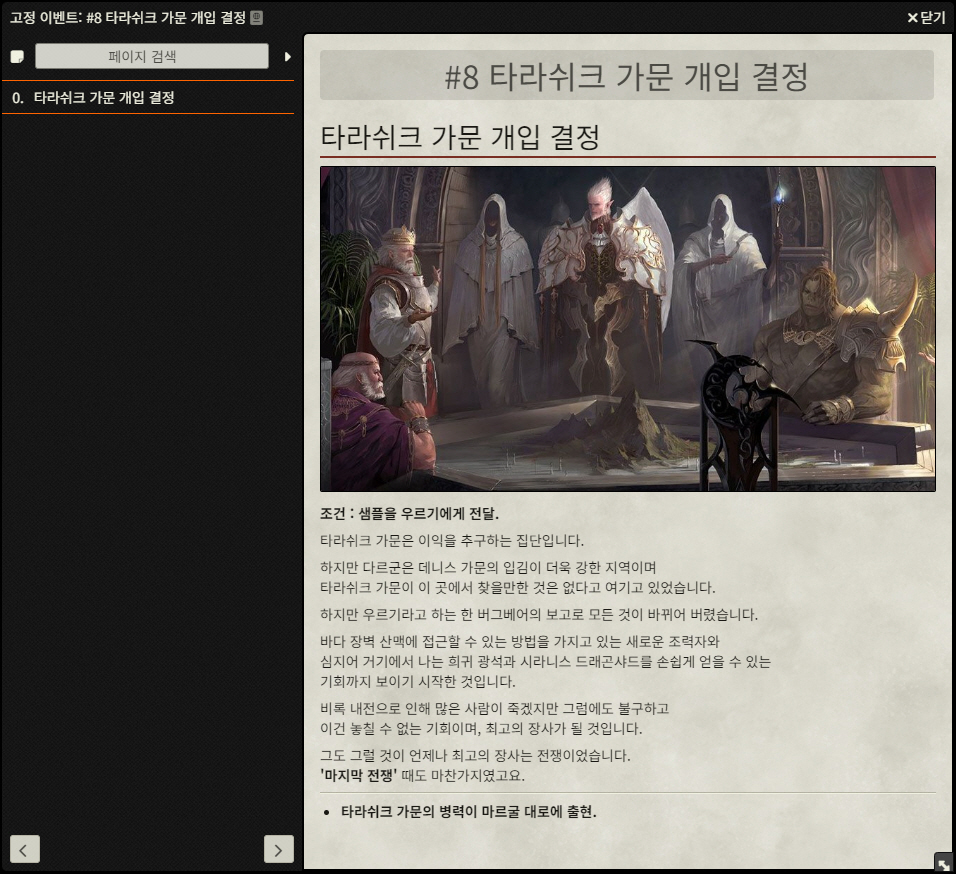 고정 이벤트: #8 타라쉬크 가문 개입 결정
닫기
페이지 검색
0. 타라쉬크 가문 개입 결정
#8 타라쉬크 가문 개입 결정
타라쉬크 가문 개입 결정
조건 : 샘플을 우르기에게 전달.
타라쉬크 가문은 이익을 추구하는 집단입니다.
하지만 다르군은 데니스 가문의 입김이 더욱 강한 지역이며
타라쉬크 가문이 이 곳에서 찾을만한 것은 없다고 여기고 있었습니다.
하지만 우르기라고 하는 한 버그베어의 보고로 모든 것이 바뀌어 버렸습니다.
바다 장벽 산맥에 접근할 수 있는 방법을 가지고 있는 새로운 조력자와
심지어 거기에서 나는 희귀 광석과 시라니스 드래곤샤드를 손쉽게 얻을 수 있는
기회까지 보이기 시작한 것입니다.
비록 내전으로 인해 많은 사람이 죽겠지만 그럼에도 불구하고
이건 놓칠 수 없는 기회이며, 최고의 장사가 될 것입니다.
그도 그럴 것이 언제나 최고의 장사는 전쟁이었습니다.
'마지막 전쟁' 때도 마찬가지였고요.
• 타라쉬크 가문의 병력이 마르굴 대로에 출현.